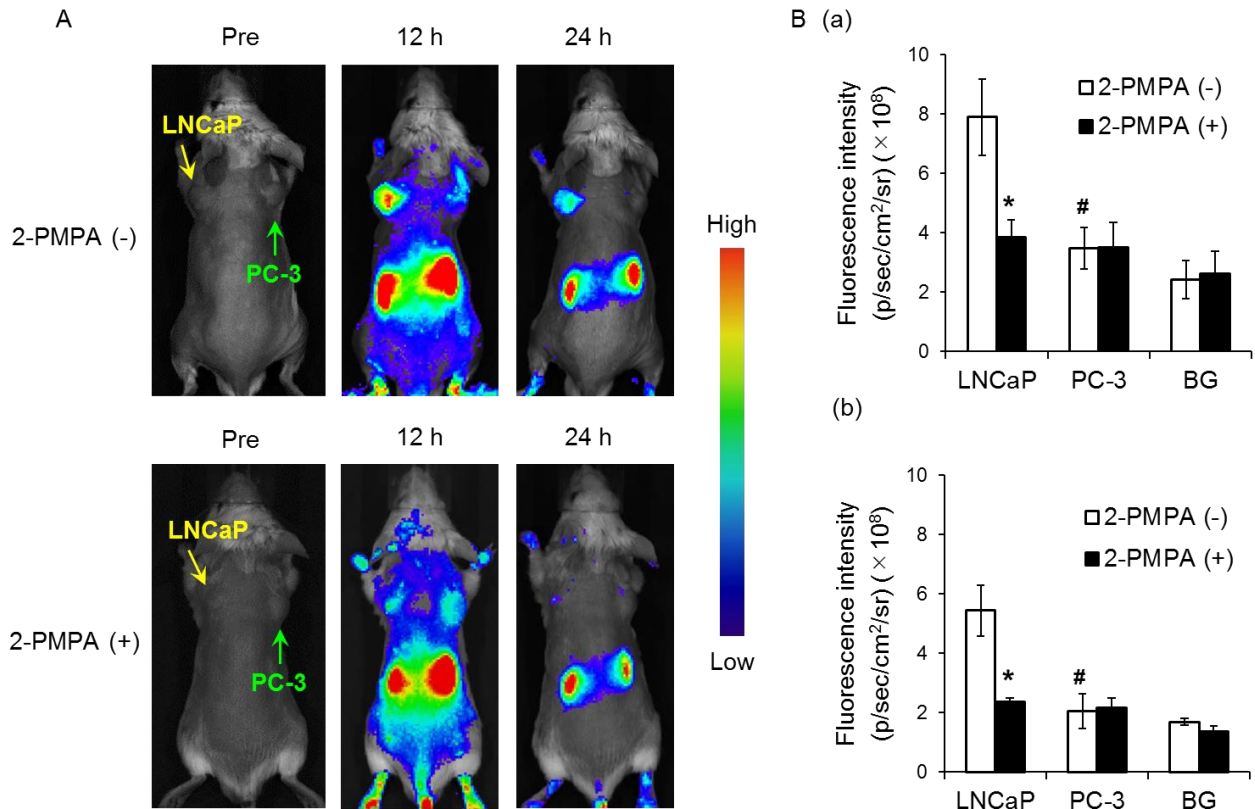 A
Pre 12 h 24 h
LNCaP
PC-3
2-PMPA (-)
Pre 12 h 24 h
LNCaP
PC-3
2-PMPA (+)
High
Low
B (a)
Fluorescence intensity
(p/sec/cm²/sr) (×10⁸)
10
8
6
4
2
0
2-PMPA (-)
2-PMPA (+)
*
#
LNCaP PC-3 BG
(b)
Fluorescence intensity
(p/sec/cm²/sr) (×10⁸)
10
8
6
4
2
0
2-PMPA (-)
2-PMPA (+)
*
#
LNCaP PC-3 BG